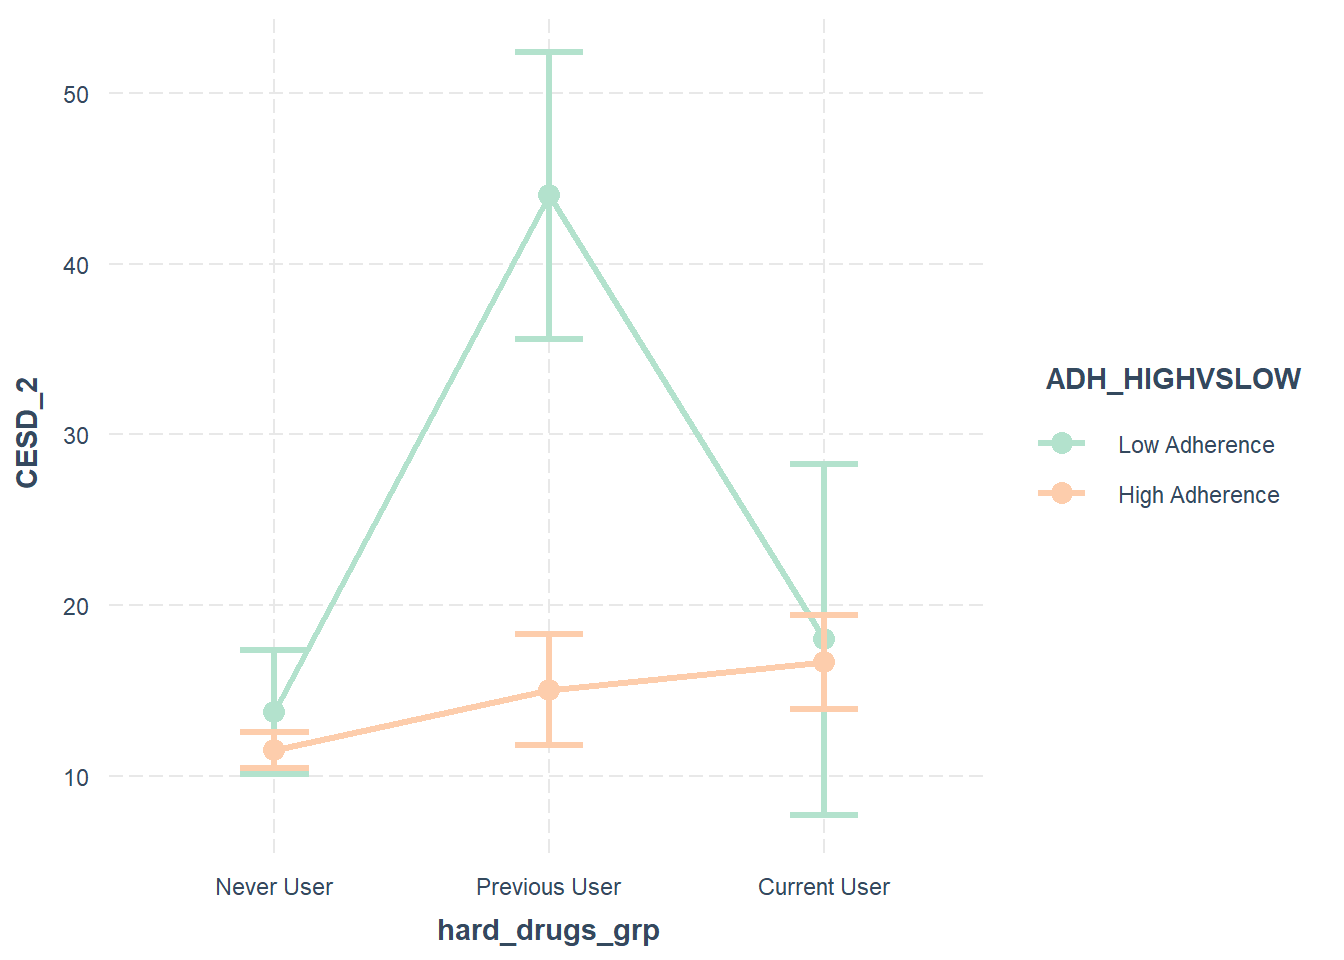 50
40
30
20
10
CESD_2
Never User
Previous User
Current User
hard_drugs_grp
ADH_HIGHVSLOW
Low Adherence
High Adherence